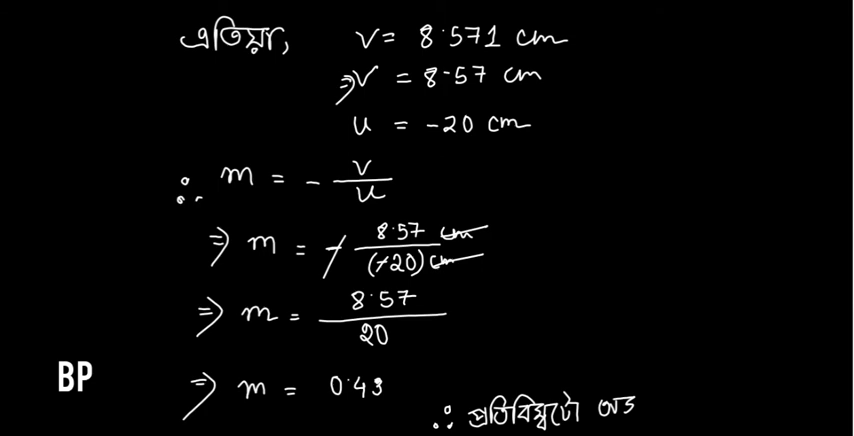 এতিয়া, v = 8.571 cm
⇒ v = 8.57 cm
u = -20 cm
∴ m = - v/u
⇒ m = - 8.57 cm / (-20) cm
⇒ m = 8.57 / 20
⇒ m = 0.43
BP
∴ প্ৰতিবিম্বটো অত